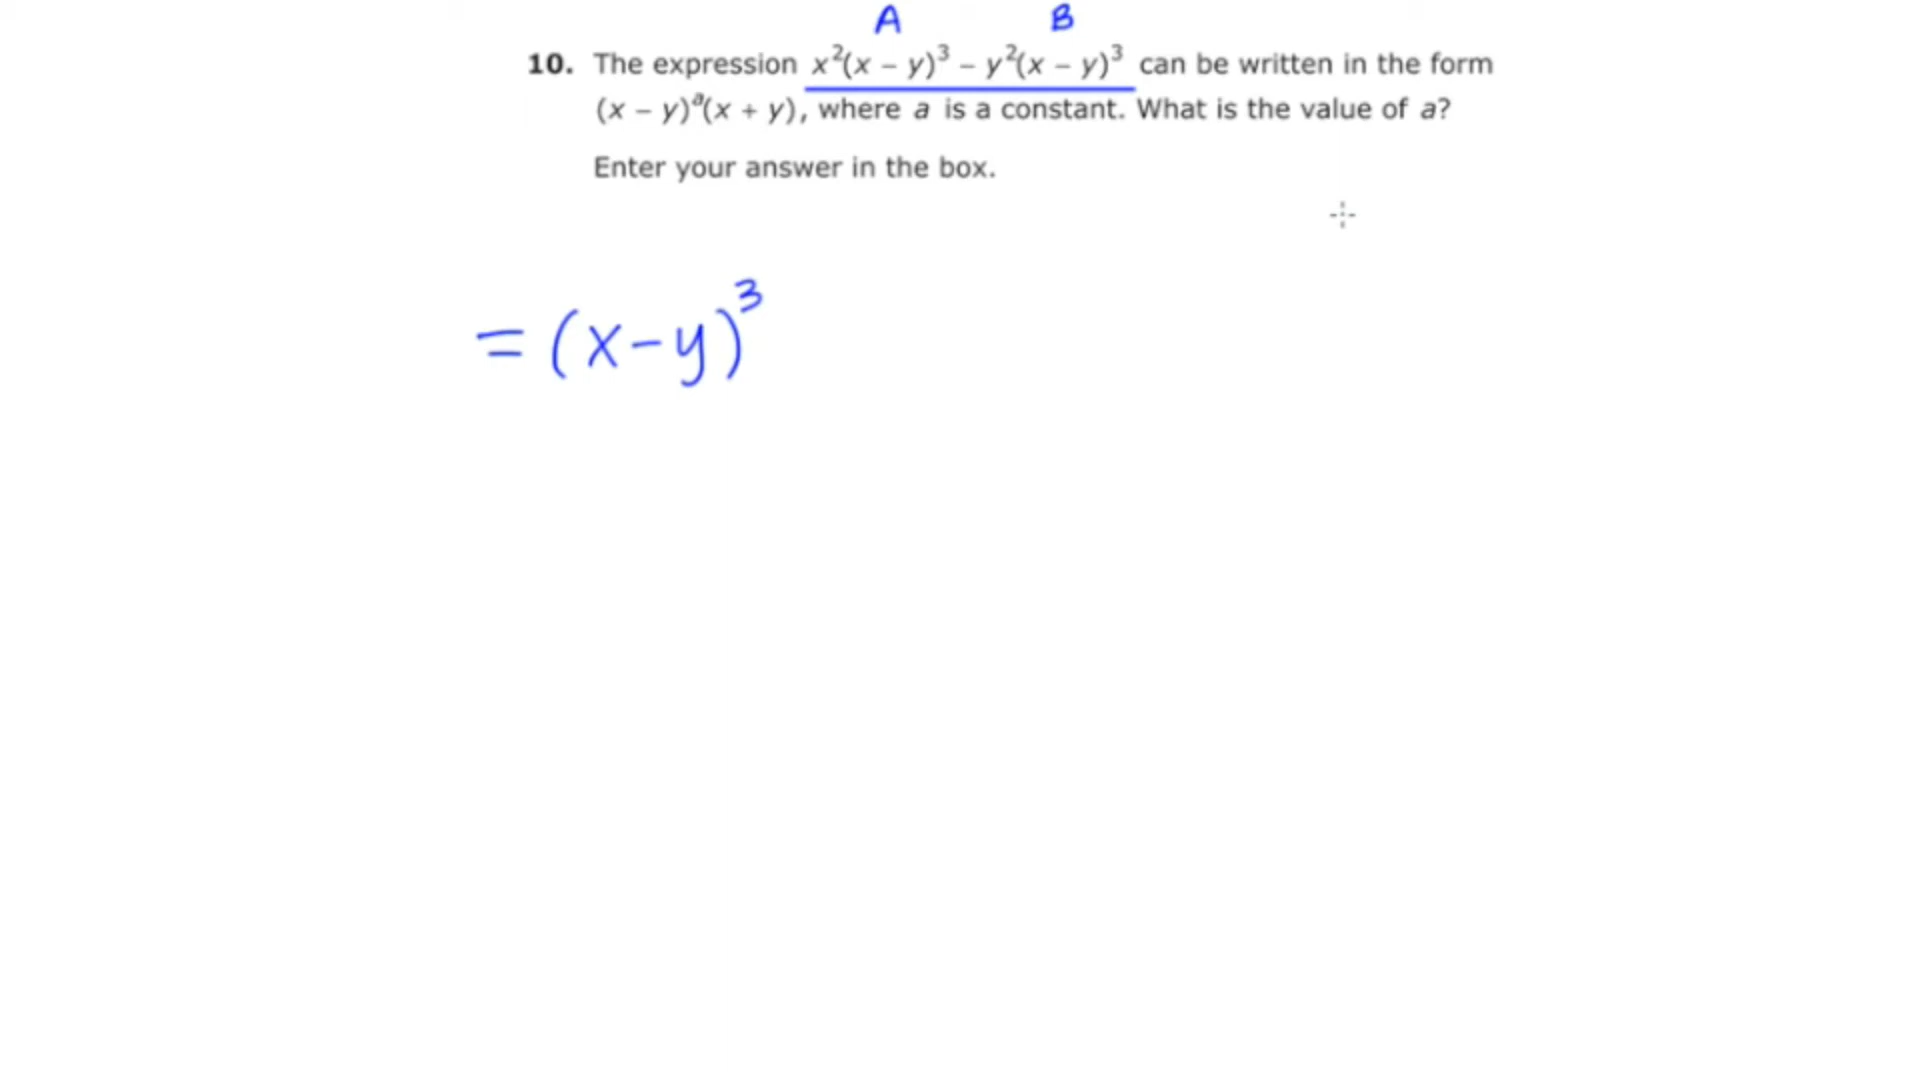 A B
10. The expression x²(x – y)³ – y²(x – y)³ can be written in the form
(x – y)ᵃ(x + y), where a is a constant. What is the value of a?
Enter your answer in the box.
= (x-y)³